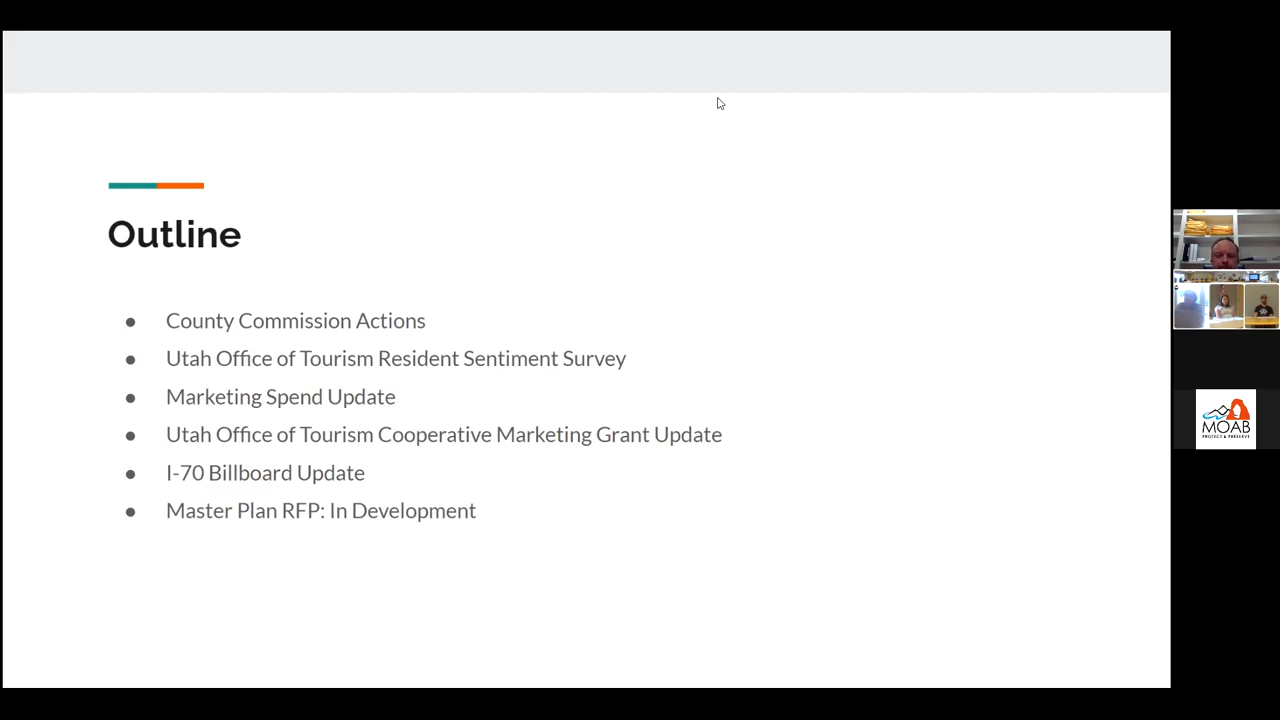 Outline
● County Commission Actions
● Utah Office of Tourism Resident Sentiment Survey
● Marketing Spend Update
● Utah Office of Tourism Cooperative Marketing Grant Update
● I-70 Billboard Update
● Master Plan RFP: In Development
MOAB
PROTECT & PRESERVE